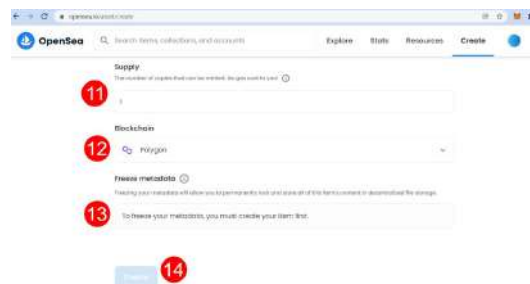 OpenSea
Search items, collections, and accounts
Explore
Stats
Resources
Create
Supply
The number of copies that can be minted. No gas cost to you!
11
1
Blockchain
12
Polygon
Freeze metadata
Freezing your metadata will allow you to permanently lock and store all of this item's content in decentralized file storage.
13
To freeze your metadata, you must create your item first.
Create
14